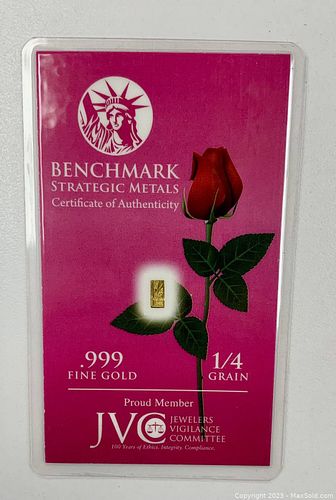 BENCHMARK
STRATEGIC METALS
Certificate of Authenticity
.999
FINE GOLD
1/4
GRAIN
Proud Member
JVC
JEWELERS
VIGILANCE
COMMITTEE
100 Years of Ethics. Integrity. Compliance.
Copyright 2023 - MaxSold.com